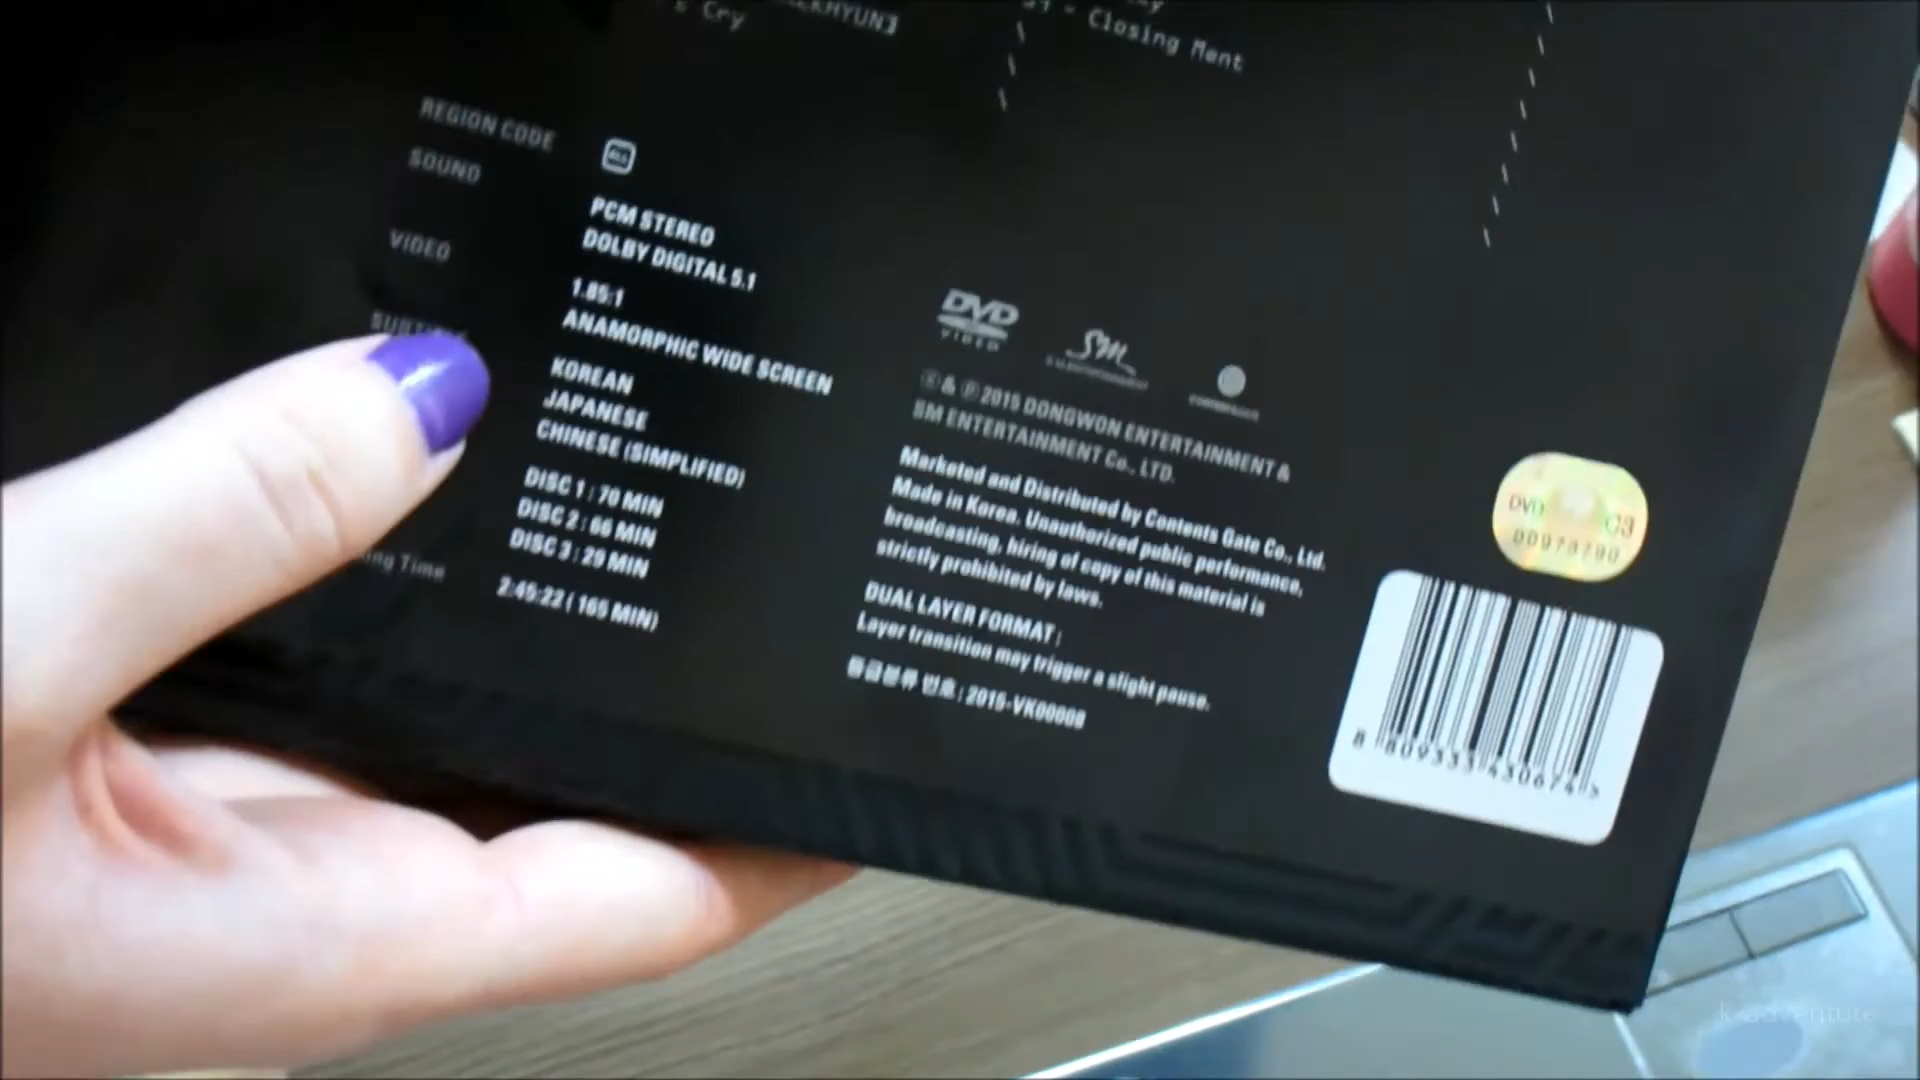 Cry
Closing Ment
REGION CODE
SOUND
PCM STEREO
DOLBY DIGITAL 5.1
VIDEO
1.85:1
ANAMORPHIC WIDE SCREEN
KOREAN
JAPANESE
CHINESE (SIMPLIFIED)
DISC 1 : 70 MIN
DISC 2 : 66 MIN
DISC 3 : 29 MIN
Time
2:45:22 ( 165 MIN)
DVD
VIDEO
SM
ⓒ & ⓟ 2015 DONGWON ENTERTAINMENT &
SM ENTERTAINMENT Co., LTD.
Marketed and Distributed by Contents Gate Co., Ltd.
Made in Korea. Unauthorized public performance,
broadcasting, hiring of copy of this material is
strictly prohibited by laws.
DUAL LAYER FORMAT :
Layer transition may trigger a slight pause.
등급분류 번호 : 2015-VK00008
DVD C3
00973790
8 809333 430674
k-adventure